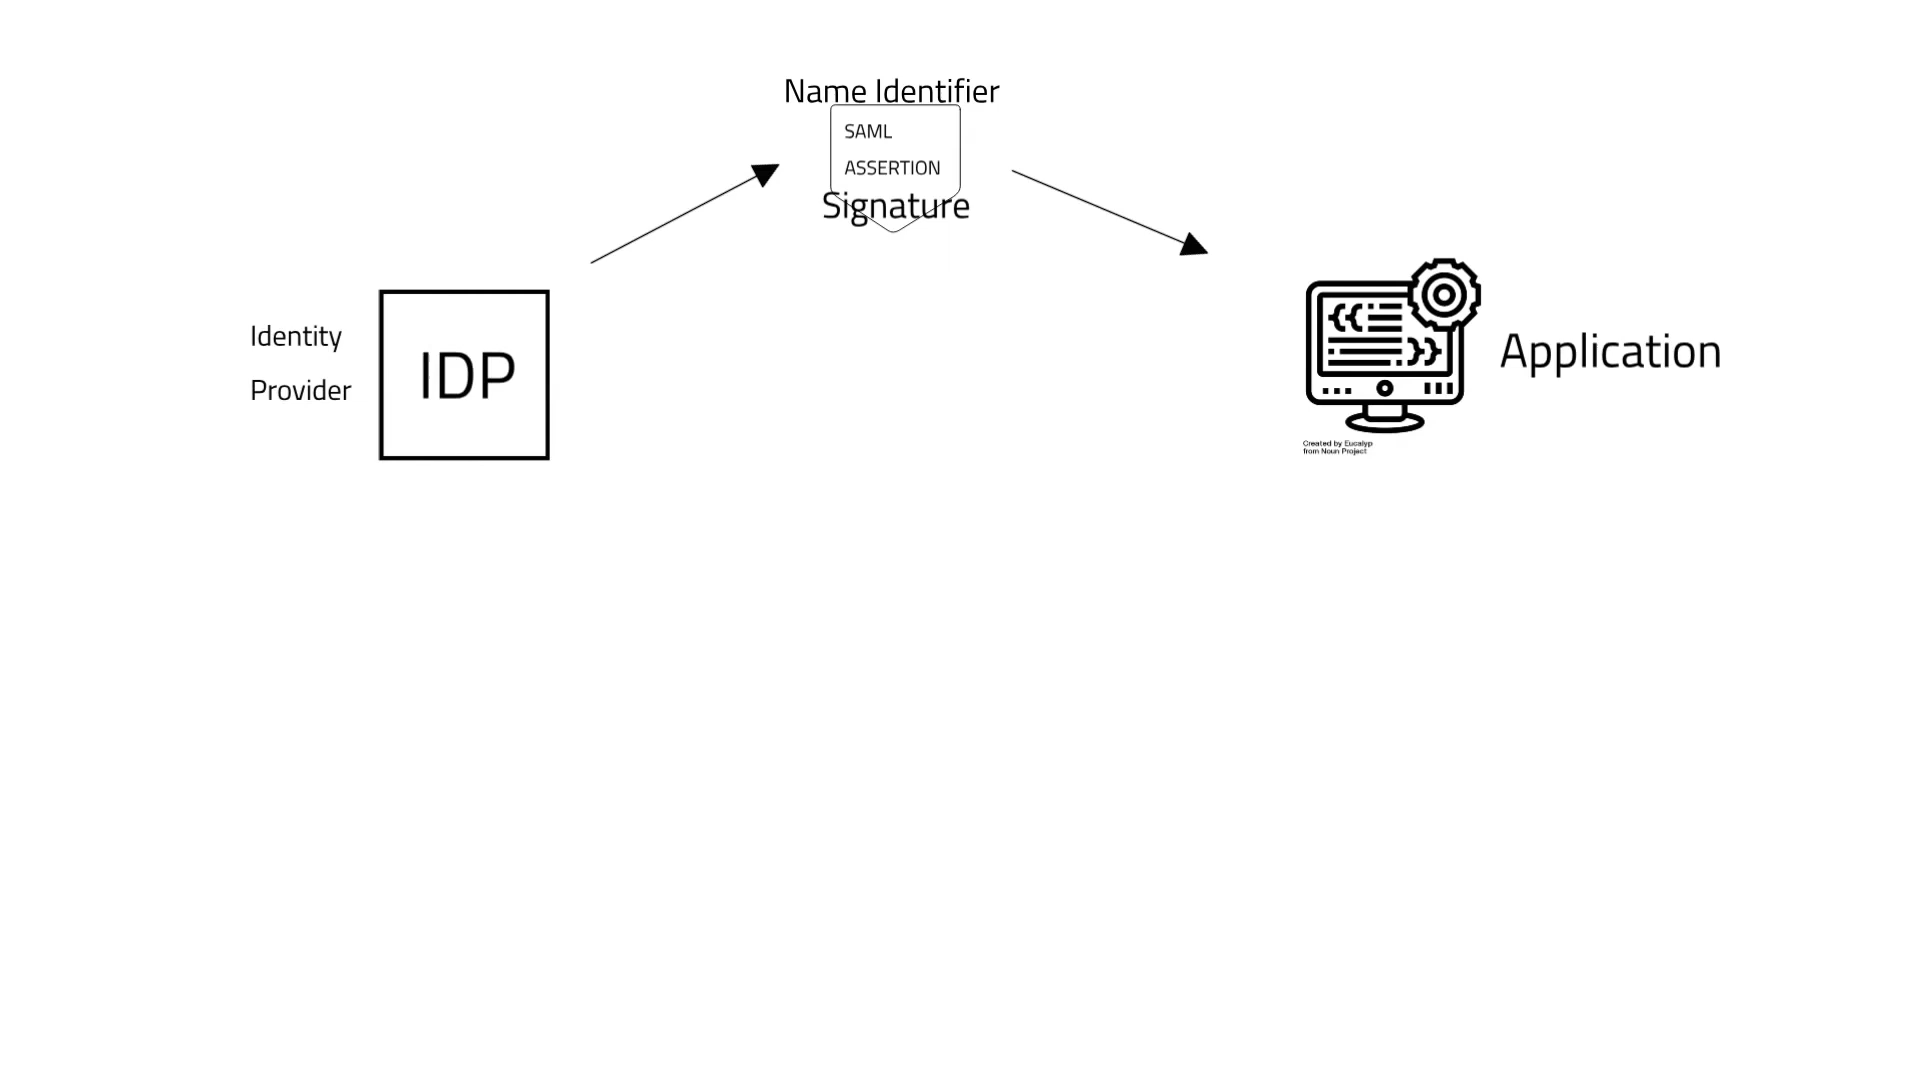 Name Identifier
SAML
ASSERTION
Signature
Identity
Provider
IDP
Application
Created by Eucalyp
from Noun Project